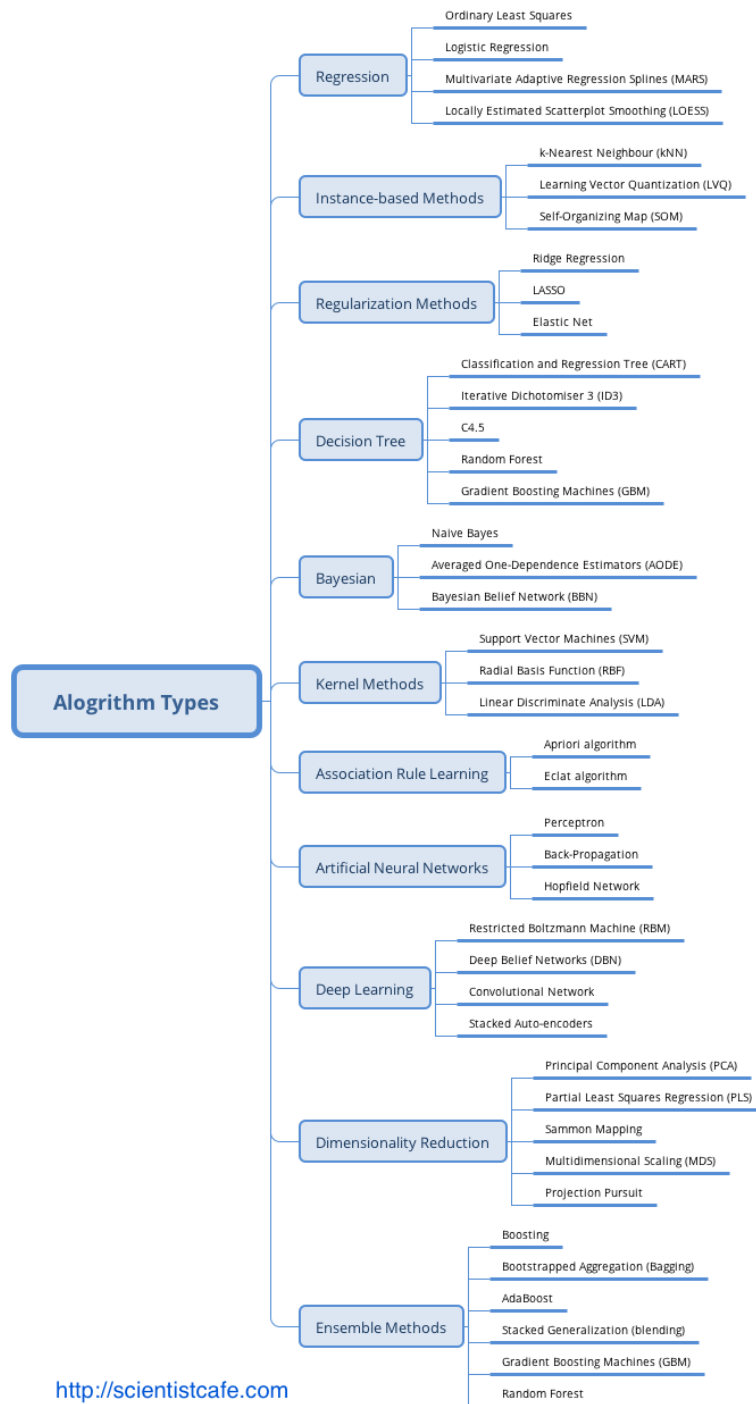 Ordinary Least Squares
Logistic Regression
Regression
Multivariate Adaptive Regression Splines (MARS)
Locally Estimated Scatterplot Smoothing (LOESS)
k-Nearest Neighbour (kNN)
Instance-based Methods
Learning Vector Quantization (LVQ)
Self-Organizing Map (SOM)
Ridge Regression
Regularization Methods
LASSO
Elastic Net
Classification and Regression Tree (CART)
Iterative Dichotomiser 3 (ID3)
Decision Tree
C4.5
Random Forest
Gradient Boosting Machines (GBM)
Naive Bayes
Bayesian
Averaged One-Dependence Estimators (AODE)
Bayesian Belief Network (BBN)
Support Vector Machines (SVM)
Alogrithm Types
Kernel Methods
Radial Basis Function (RBF)
Linear Discriminate Analysis (LDA)
Apriori algorithm
Association Rule Learning
Eclat algorithm
Perceptron
Artificial Neural Networks
Back-Propagation
Hopfield Network
Restricted Boltzmann Machine (RBM)
Deep Belief Networks (DBN)
Deep Learning
Convolutional Network
Stacked Auto-encoders
Principal Component Analysis (PCA)
Partial Least Squares Regression (PLS)
Dimensionality Reduction
Sammon Mapping
Multidimensional Scaling (MDS)
Projection Pursuit
Boosting
Bootstrapped Aggregation (Bagging)
AdaBoost
Ensemble Methods
Stacked Generalization (blending)
Gradient Boosting Machines (GBM)
Random Forest
http://scientistcafe.com